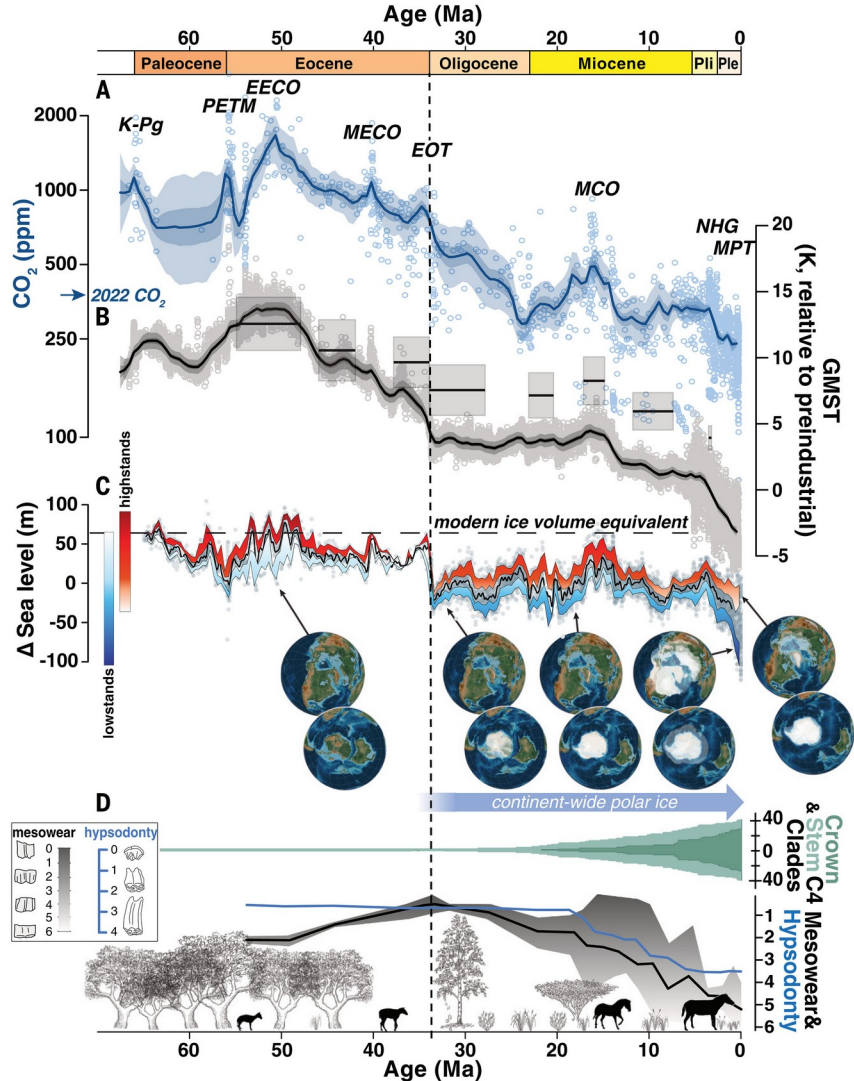 Age (Ma)
60 50 40 30 20 10 0
Paleocene Eocene Oligocene Miocene Pli Ple
A
2000
1000
500
250
100
CO₂ (ppm)
2022 CO₂
K-Pg
PETM
EECO
MECO
EOT
MCO
NHG
MPT
B
20
15
10
5
0
-5
GMST
(K, relative to preindustrial)
C
100
50
0
-50
-100
Δ Sea level (m)
highstands
lowstands
modern ice volume equivalent
continent-wide polar ice
D
mesowear hypsodonty
0 0
1 1
2 2
3 3
4 4
5
6
40
20
0
20
40
Crown
& Stem C4
Clades
1
2
3
4
5
6
Mesowear&
Hypsodonty
60 50 40 30 20 10 0
Age (Ma)